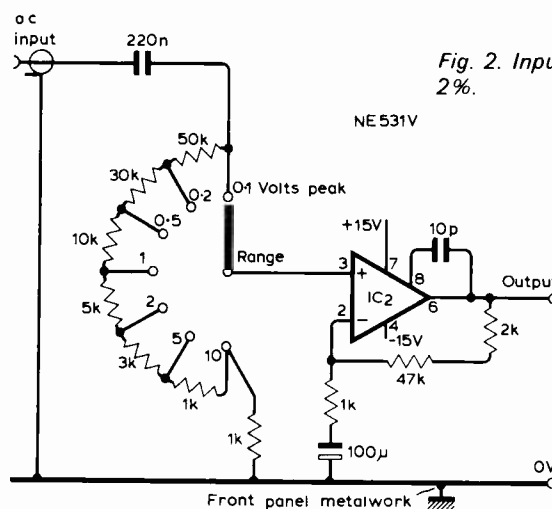 ac
input
220n
Fig. 2. Inpu
2%.
NE531V
50k
30k
0.2
0.1 Volts peak
0.5
10k
1
Range
+15V
10p
3
+
7
8
IC2
6
Output
2
−
4
-15V
2k
5k
2
47k
3k
5
10
1k
1k
1k
100μ
0V
Front panel metalwork